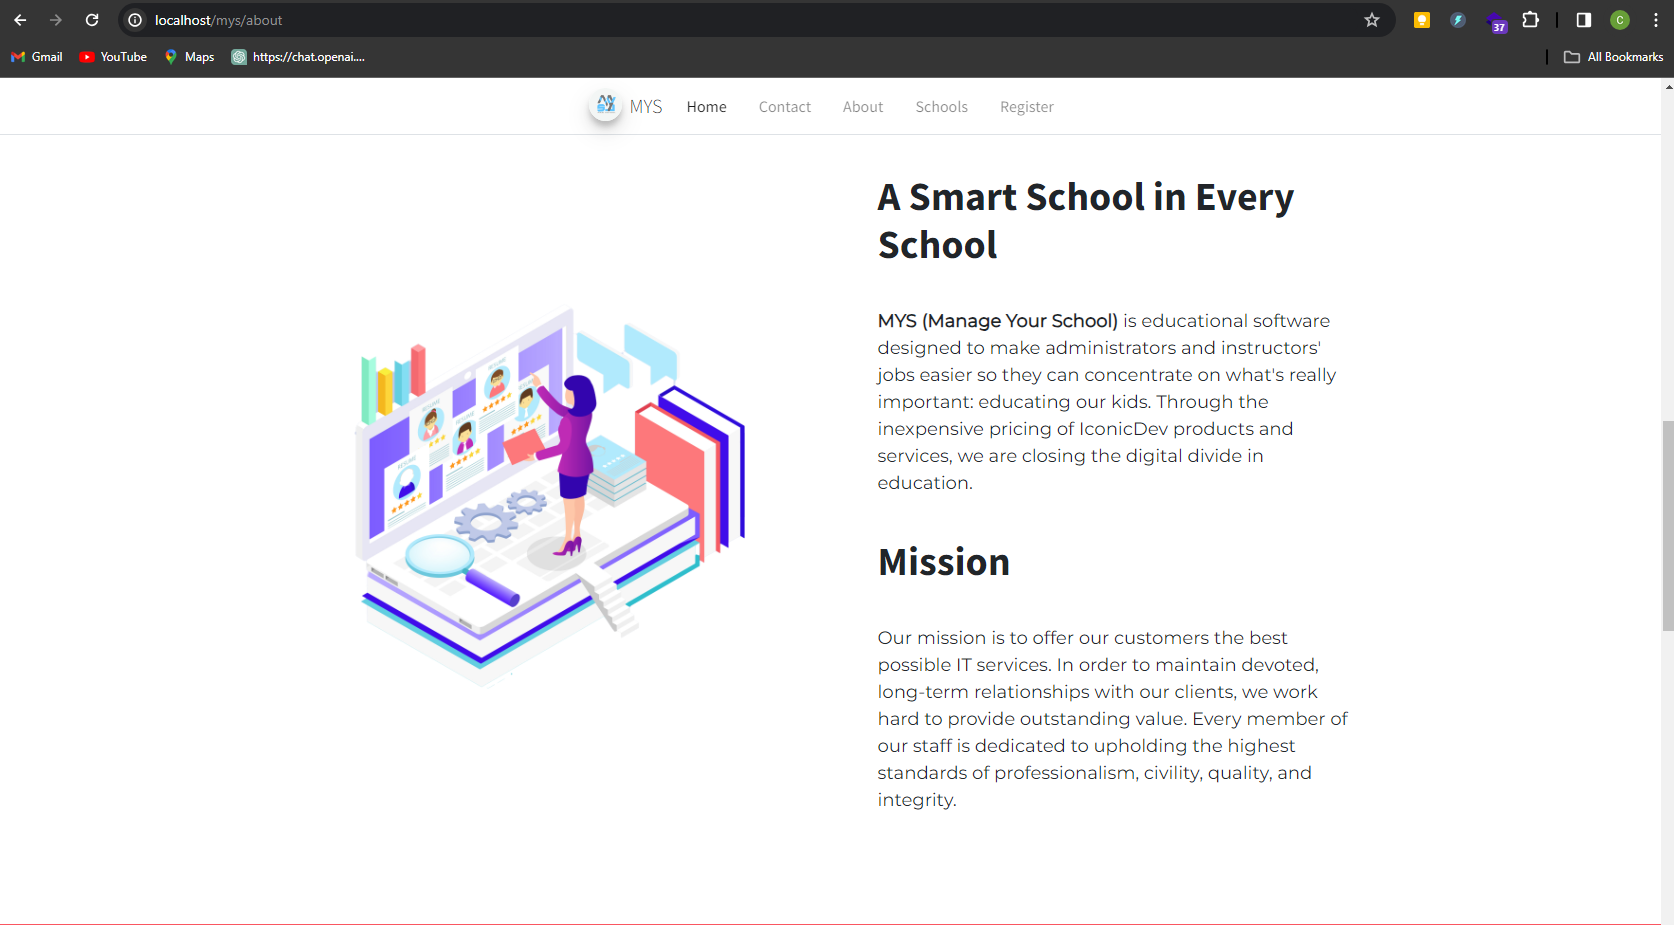 localhost/mys/about
37
C
Gmail YouTube Maps https://chat.openai.... All Bookmarks
MYS Home Contact About Schools Register
A Smart School in Every
School
MYS (Manage Your School) is educational software
designed to make administrators and instructors'
jobs easier so they can concentrate on what's really
important: educating our kids. Through the
inexpensive pricing of IconicDev products and
services, we are closing the digital divide in
education.
Mission
Our mission is to offer our customers the best
possible IT services. In order to maintain devoted,
long-term relationships with our clients, we work
hard to provide outstanding value. Every member of
our staff is dedicated to upholding the highest
standards of professionalism, civility, quality, and
integrity.
RESUME
RESUME
RESUME
RESUME
RESUME